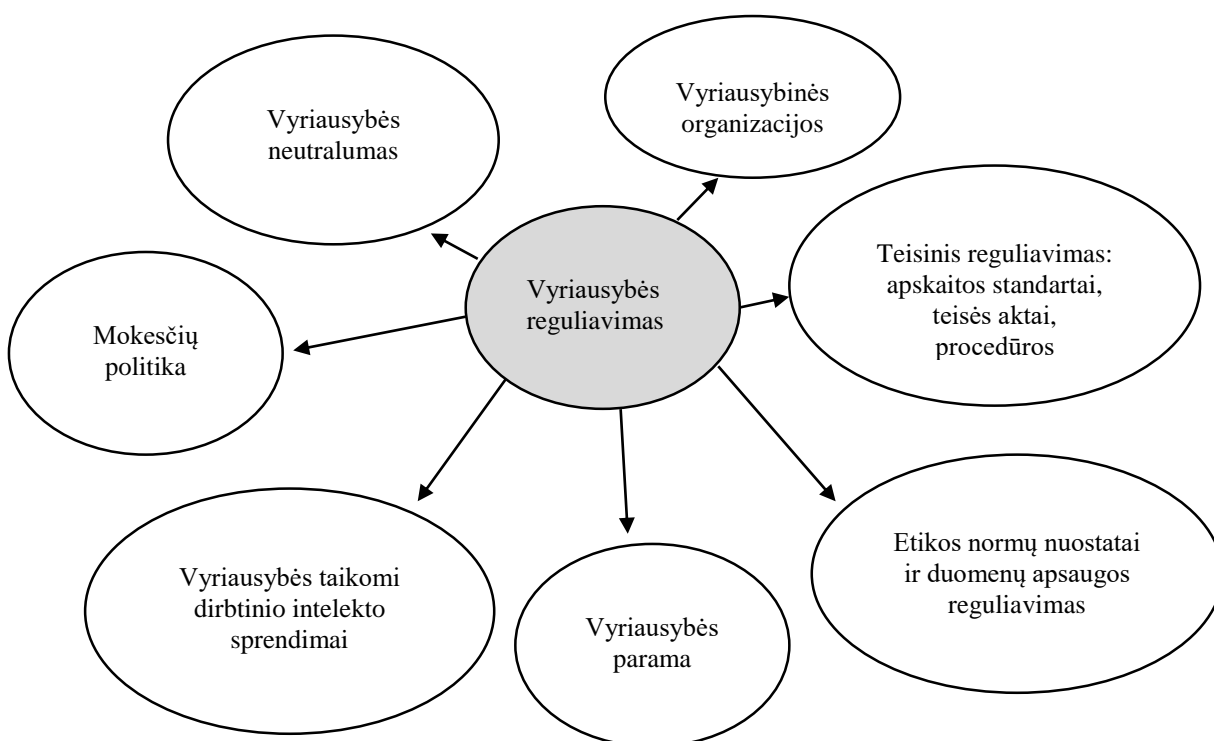 Vyriausybės
neutralumas
Vyriausybinės
organizacijos
Vyriausybės
reguliavimas
Teisinis reguliavimas:
apskaitos standartai,
teisės aktai,
procedūros
Mokesčių
politika
Etikos normų nuostatai
ir duomenų apsaugos
reguliavimas
Vyriausybės taikomi
dirbtinio intelekto
sprendimai
Vyriausybės
parama